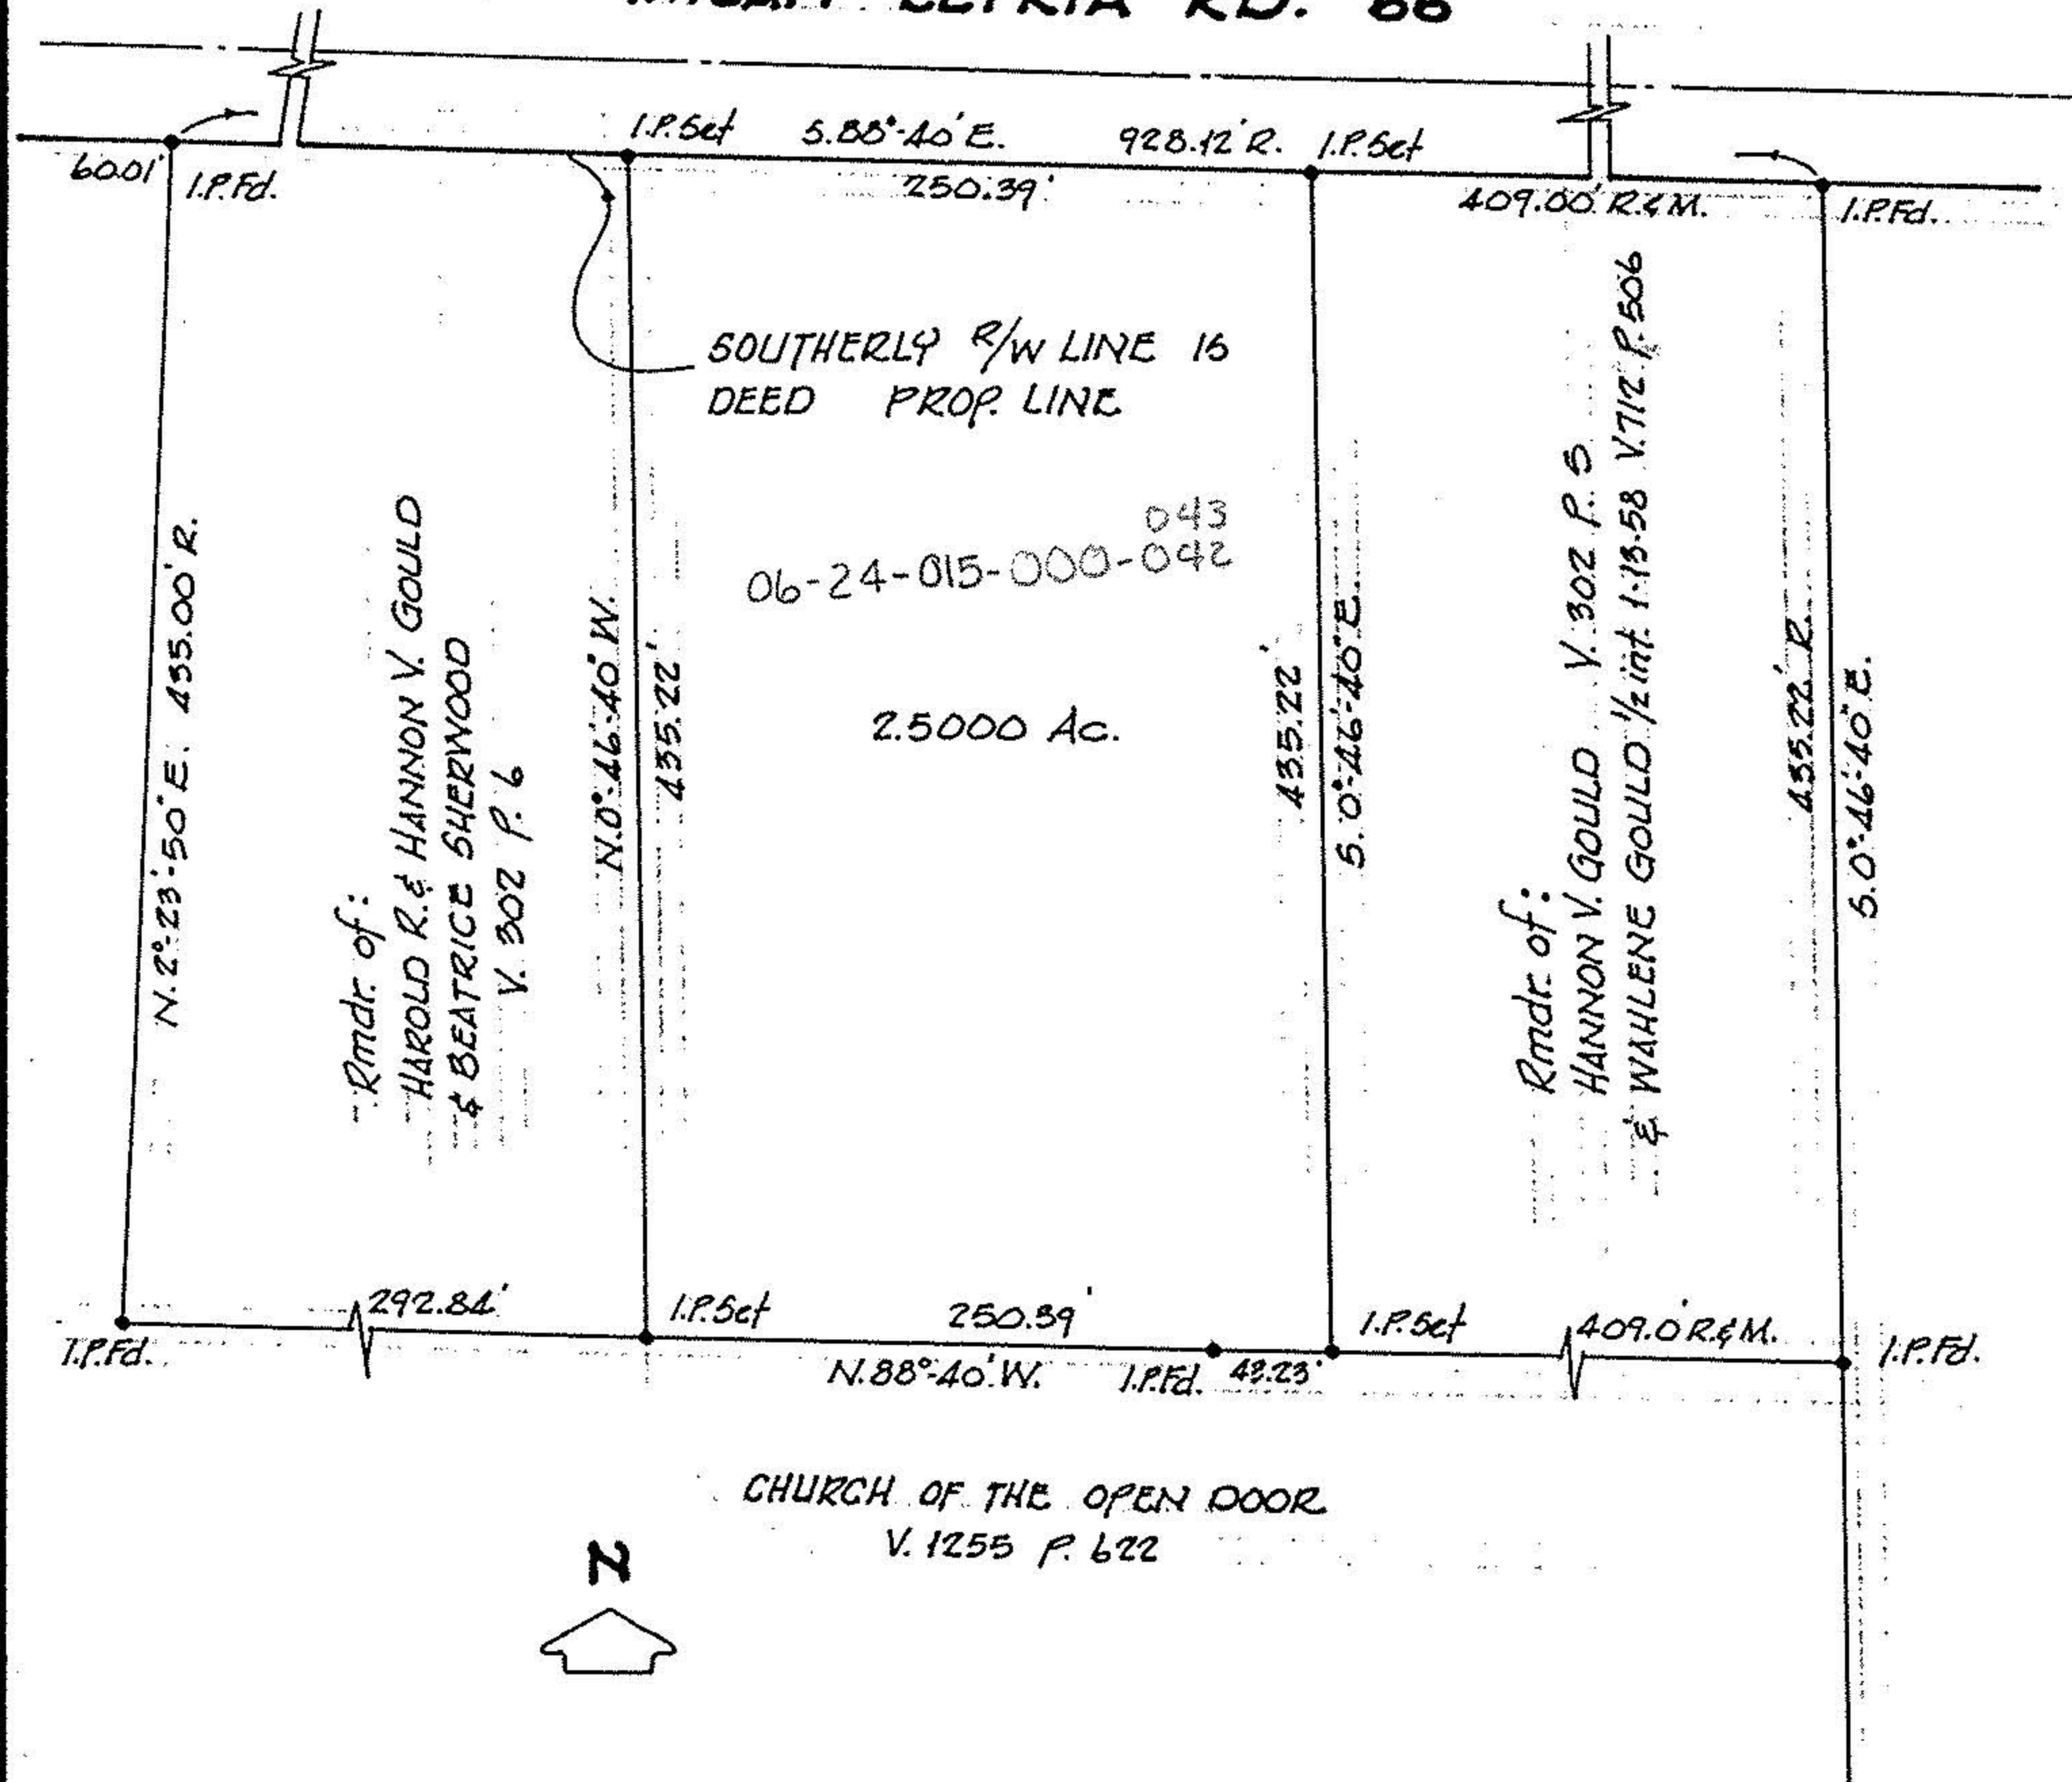 ELYRIA RD. 66'
I.P.Set S.88°-40'E. 928.12'R. I.P.Set
60.01' I.P.Fd.
250.39'
409.00' R.&M. I.P.Fd.
SOUTHERLY R/W LINE IS
DEED PROP. LINE
043
06-24-015-000-042
2.5000 Ac.
N.2°-23'-50"E. 435.00' R.
Rmdr. of:
HAROLD R.& HANNON V. GOULD
& BEATRICE SHERWOOD
V. 302 P. 6
N.0°-46'-40"W.
435.22'
435.22'
S.0°-46'-40"E.
Rmdr. of:
HANNON V. GOULD V.302 P. 5
& WAHLENE GOULD 1/2 int. 1-13-58 V.712 P.506
435.22' R.
S.0°-46'-40"E.
292.84' I.P.Set 250.39' I.P.Set 409.0'R&M. I.P.Fd.
I.P.Fd.
N.88°-40'W. I.P.Fd. 43.23'
CHURCH OF THE OPEN DOOR
V. 1255 P. 622
N